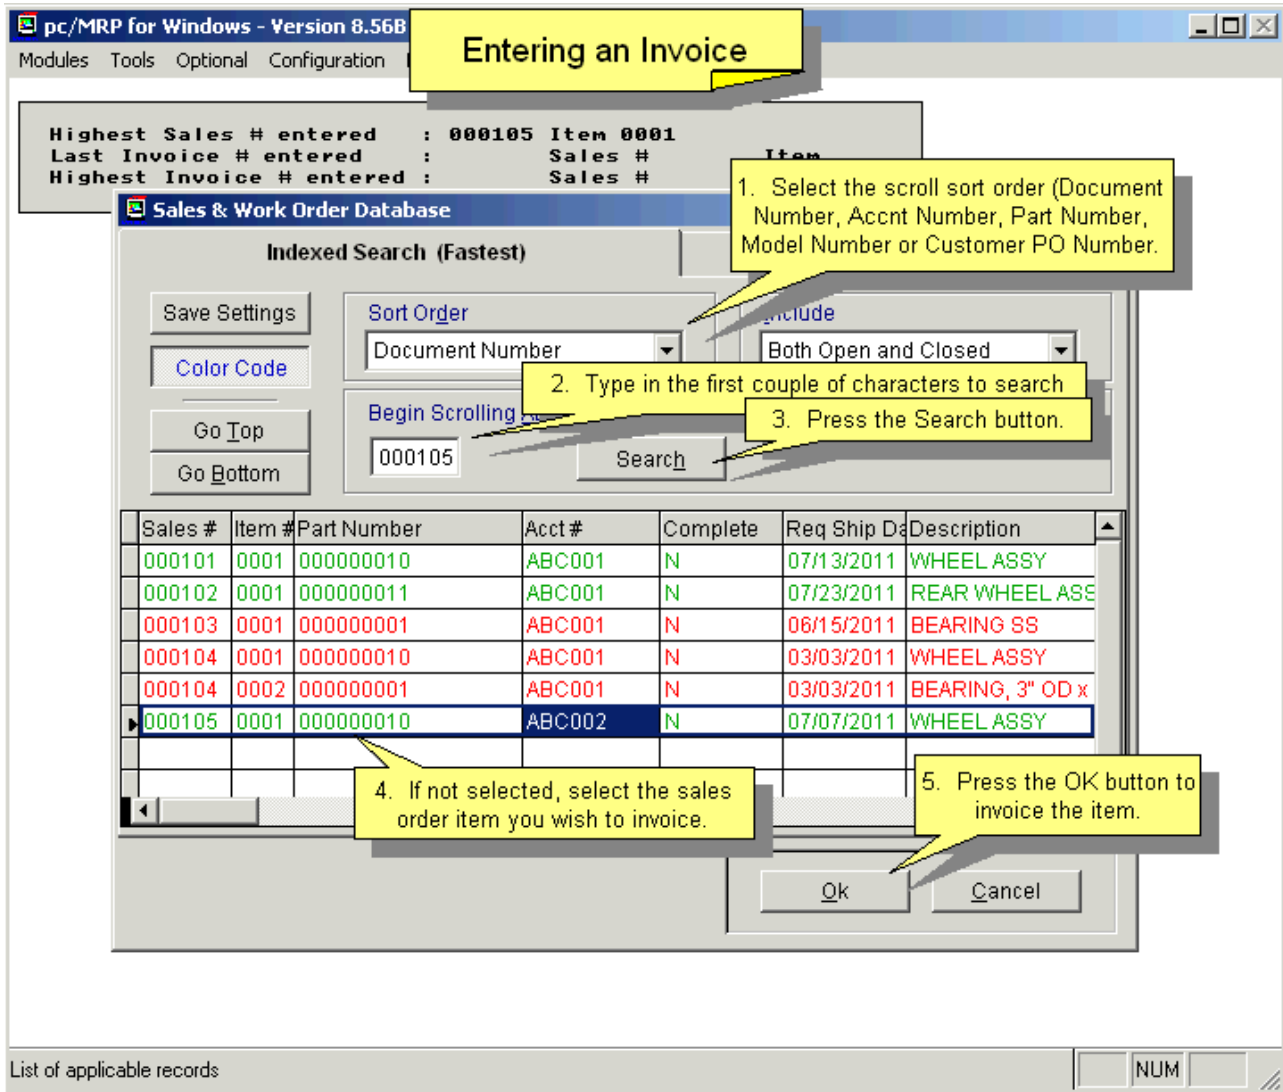 pc/MRP for Windows - Version 8.56B
Entering an Invoice
Modules Tools Optional Configuration
Highest Sales # entered : 000105 Item 0001
Last Invoice # entered : Sales # Item
Highest Invoice # entered : Sales #
1. Select the scroll sort order (Document
Number, Accnt Number, Part Number,
Model Number or Customer PO Number.
Sales & Work Order Database
Indexed Search (Fastest)
Save Settings
Sort Order
Document Number
Both Open and Closed
Color Code
2. Type in the first couple of characters to search
Begin Scrolling
3. Press the Search button.
Go Top
000105
Search
Go Bottom
Sales # Item # Part Number Acct # Complete Req Ship Da Description
000101 0001 000000010 ABC001 N 07/13/2011 WHEEL ASSY
000102 0001 000000011 ABC001 N 07/23/2011 REAR WHEEL ASS
000103 0001 000000001 ABC001 N 06/15/2011 BEARING SS
000104 0001 000000010 ABC001 N 03/03/2011 WHEEL ASSY
000104 0002 000000001 ABC001 N 03/03/2011 BEARING, 3" OD x
000105 0001 000000010 ABC002 N 07/07/2011 WHEEL ASSY
4. If not selected, select the sales
order item you wish to invoice.
5. Press the OK button to
invoice the item.
Ok
Cancel
List of applicable records
NUM